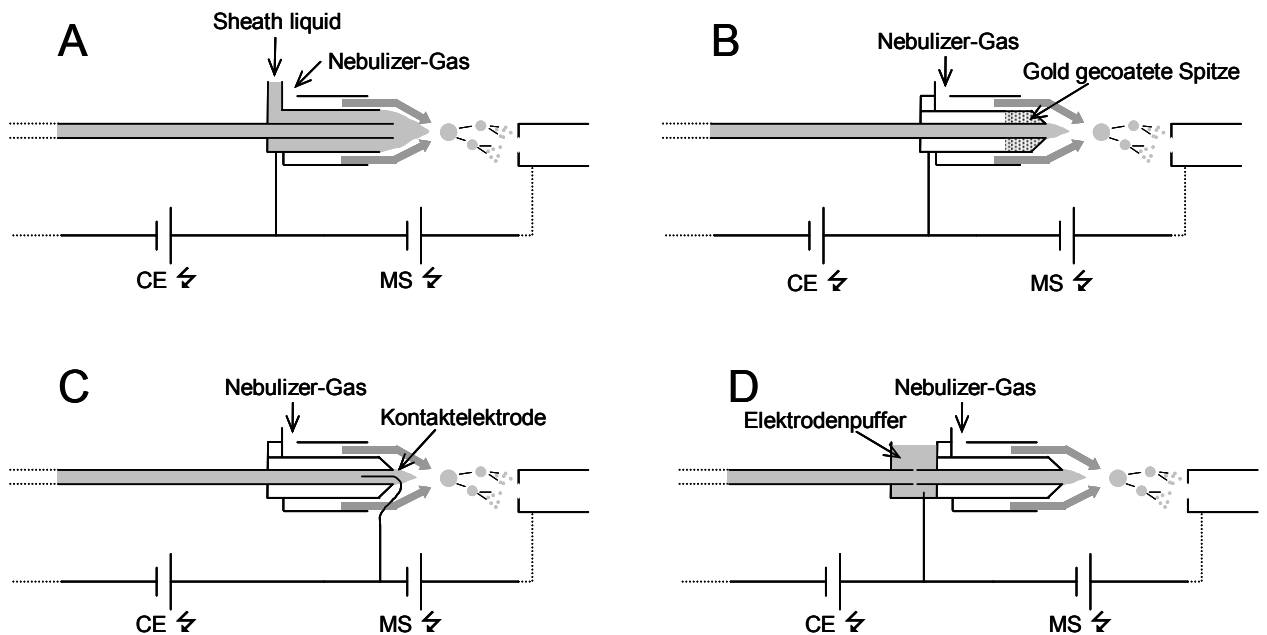 A
Sheath liquid
Nebulizer-Gas
CE
MS
B
Nebulizer-Gas
Gold gecoatete Spitze
CE
MS
C
Nebulizer-Gas
Kontaktelektrode
CE
MS
D
Nebulizer-Gas
Elektrodenpuffer
CE
MS